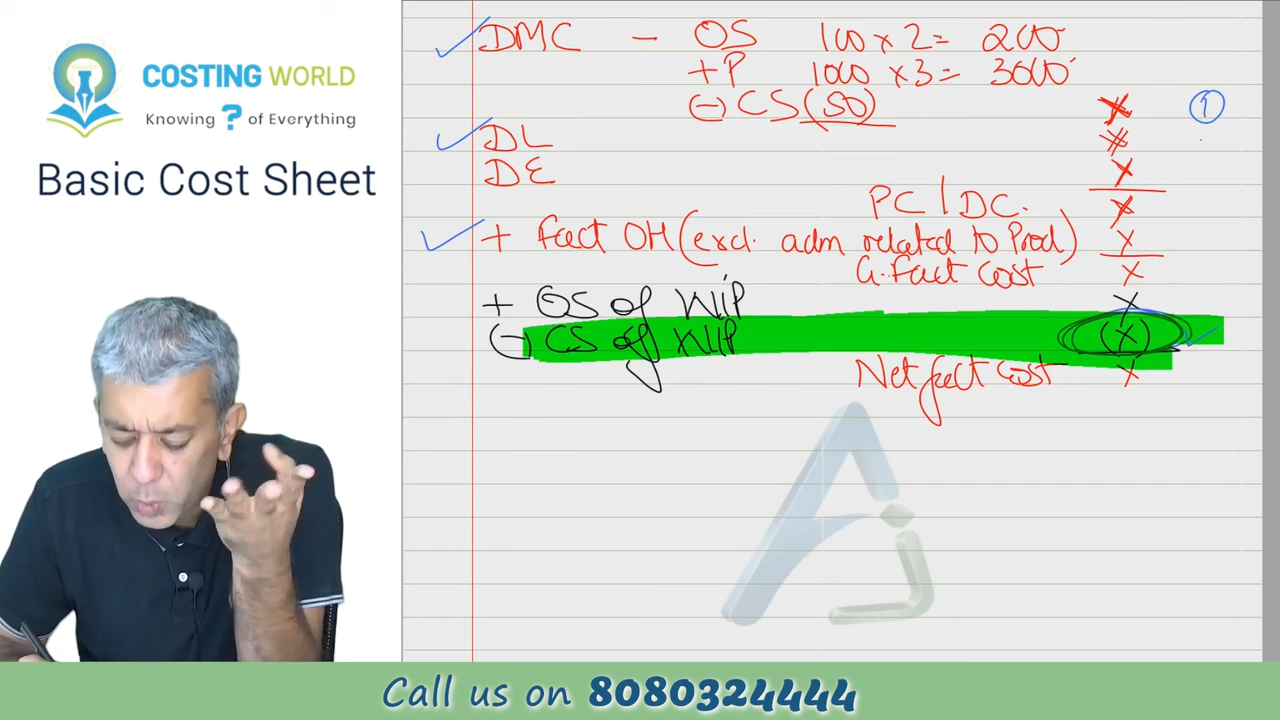 COSTING WORLD
Knowing ? of Everything
Basic Cost Sheet
DMC - OS 100 x 2 = 200
+ P 1000 x 3 = 3000
(-) CS (50) x ①
DL x
DE x
PC / DC. x
+ Fact OH (excl. adm related to Prod) x
G. Fact Cost x
+ OS of WIP x
(-) CS of WIP (x)
Net fact cost x
Call us on 8080324444